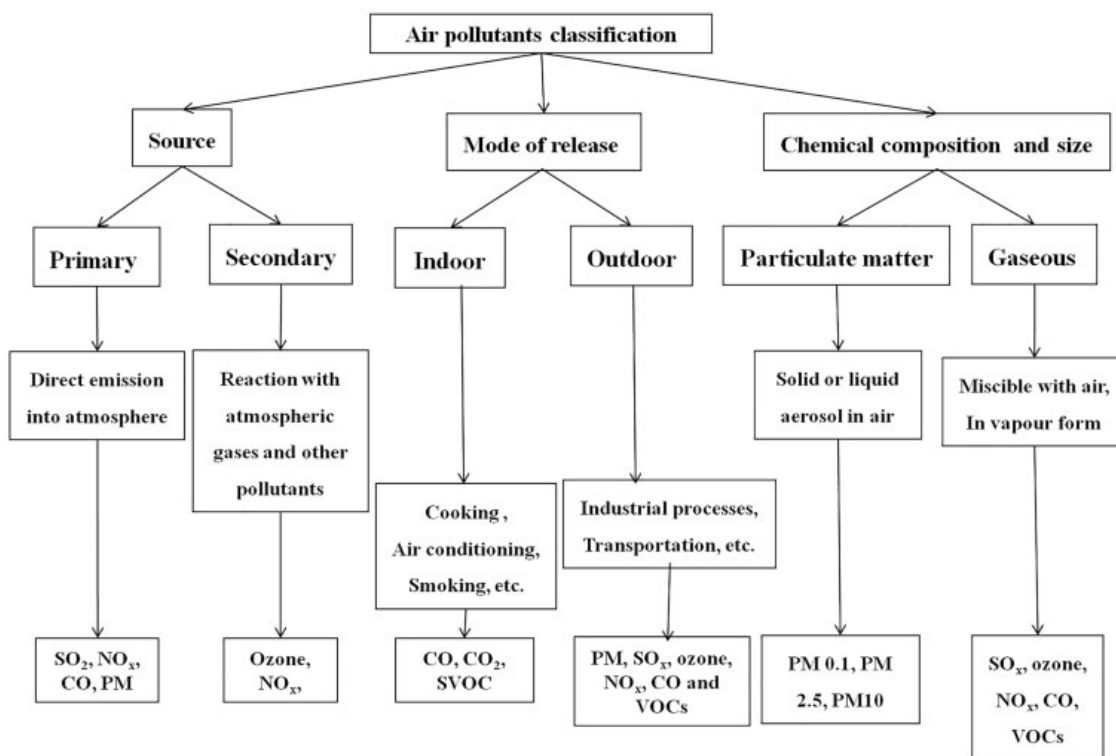 Air pollutants classification
Source
Mode of release
Chemical composition and size
Primary
Secondary
Indoor
Outdoor
Particulate matter
Gaseous
Direct emission
into atmosphere
Reaction with
atmospheric
gases and other
pollutants
Solid or liquid
aerosol in air
Miscible with air,
In vapour form
Cooking ,
Air conditioning,
Smoking, etc.
Industrial processes,
Transportation, etc.
SO₂, NOₓ,
CO, PM
Ozone,
NOₓ,
CO, CO₂,
SVOC
PM, SOₓ, ozone,
NOₓ, CO and
VOCs
PM 0.1, PM
2.5, PM10
SOₓ, ozone,
NOₓ, CO,
VOCs